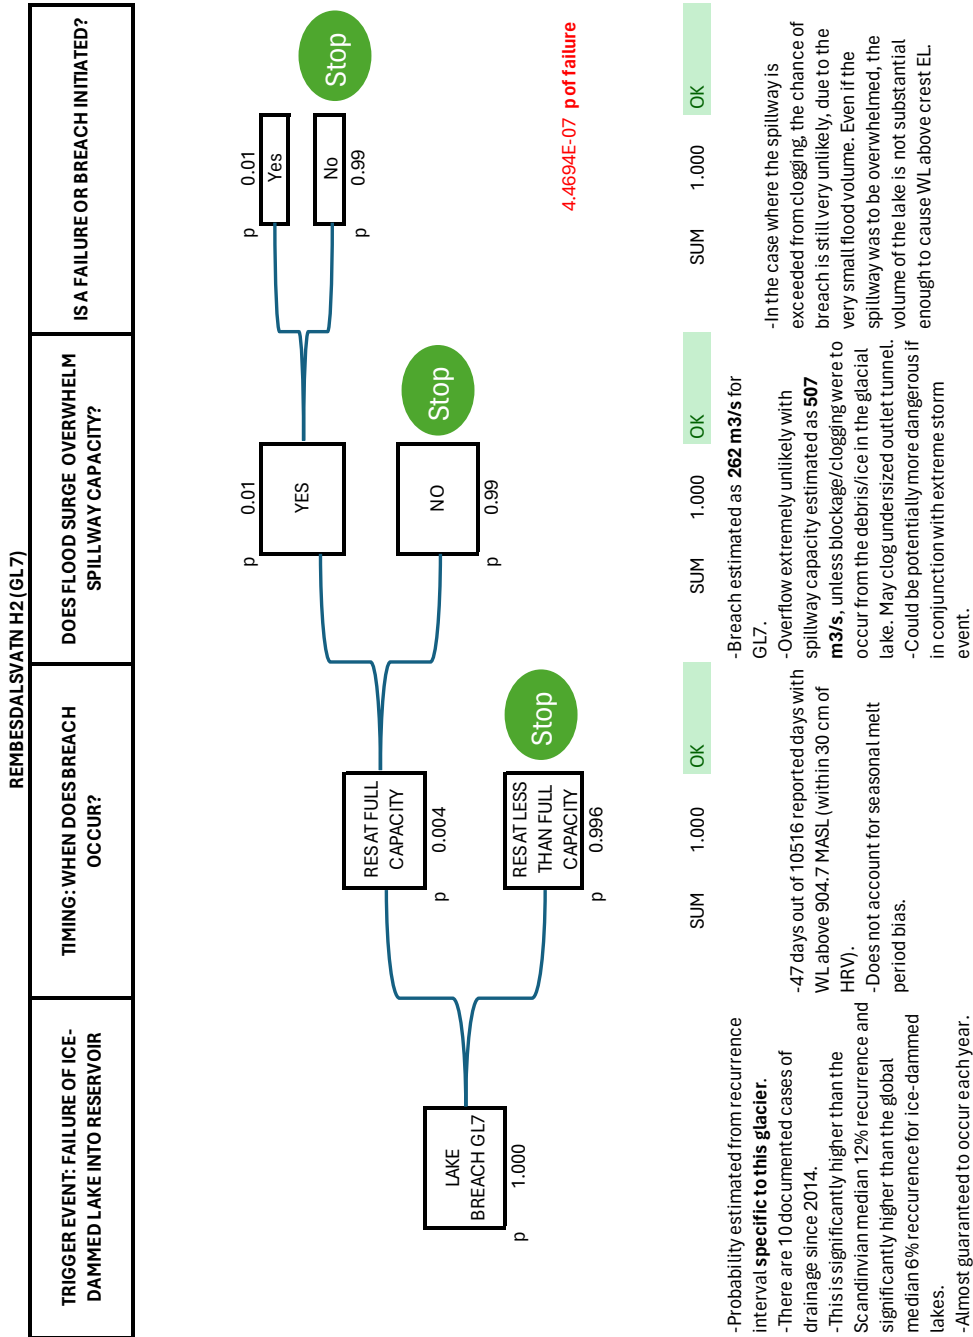 REMBESDALSVATN H2 (GL 7)
TRIGGER EVENT: FAILURE OF ICE-
DAMMED LAKE INTO RESERVOIR
TIMING: WHEN DOES BREACH
OCCUR?
DOES FLOOD SURGE OVERWHELM
SPILLWAY CAPACITY?
IS A FAILURE OR BREACH INITIATED?
LAKE
BREACH GL7
p 1.000
RES AT FULL
CAPACITY
p 0.004
RES AT LESS
THAN FULL
CAPACITY
p 0.996
Stop
p 0.01
YES
NO
p 0.99
Stop
p 0.01
Yes
No
p 0.99
Stop
4.4694E-07 p of failure
SUM 1.000 OK
SUM 1.000 OK
SUM 1.000 OK
-Probability estimated from recurrence
interval specific to this glacier.
-There are 10 documented cases of
drainage since 2014.
-This is significantly higher than the
Scandinvian median 12% recurrence and
significantly higher than the global
median 6% reccurence for ice-dammed
lakes.
-Almost guaranteed to occur each year.
-47 days out of 10516 reported days with
WL above 904.7 MASL (within 30 cm of
HRV).
-Does not account for seasonal melt
period bias.
-Breach estimated as 262 m3/s for
GL7.
-Overflow extremely unlikely with
spillway capacity estimated as 507
m3/s, unless blockage/clogging were to
occur from the debris/ice in the glacial
lake. May clog undersized outlet tunnel.
-Could be potentially more dangerous if
in conjunction with extreme storm
event.
-In the case where the spillway is
exceeded from clogging, the chance of
breach is still very unlikely, due to the
very small flood volume. Even if the
spillway was to be overwhelmed, the
volume of the lake is not substantial
enough to cause WL above crest EL.